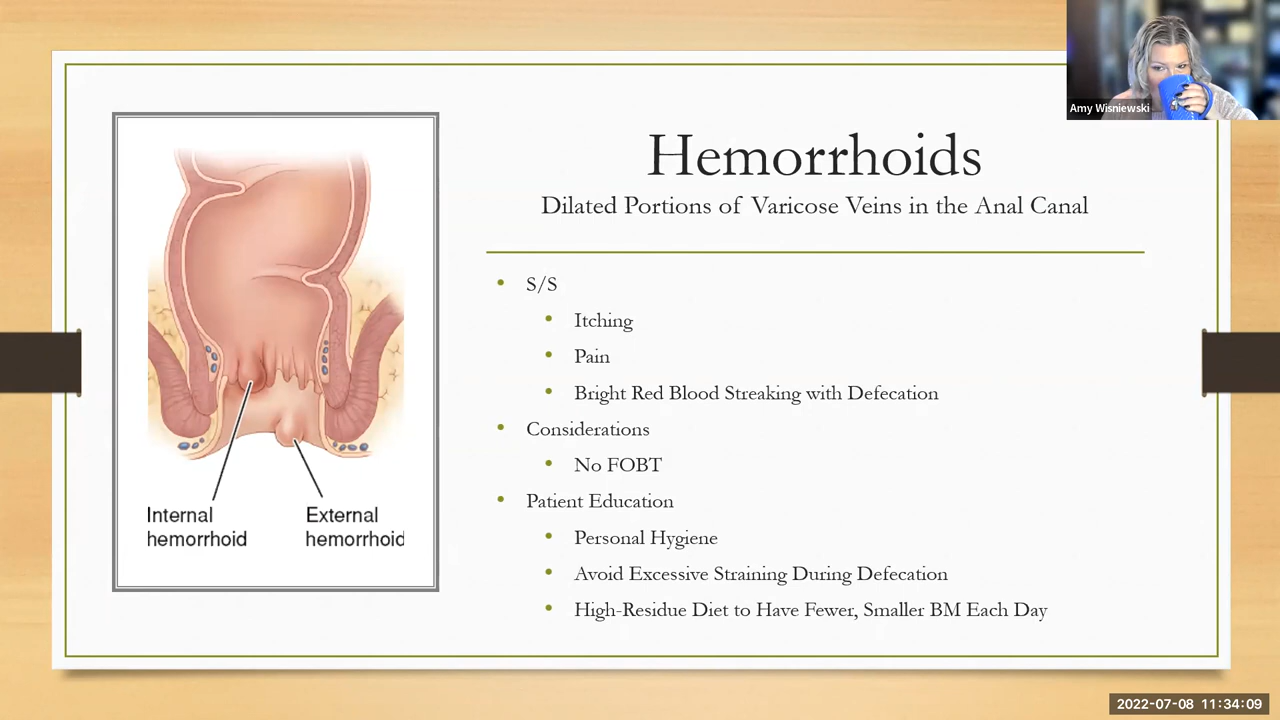 Amy Wisniewski
Hemorrhoids
Dilated Portions of Varicose Veins in the Anal Canal
S/S
Itching
Pain
Bright Red Blood Streaking with Defecation
Considerations
No FOBT
Patient Education
Personal Hygiene
Avoid Excessive Straining During Defecation
High-Residue Diet to Have Fewer, Smaller BM Each Day
Internal
hemorrhoid
External
hemorrhoid
2022-07-08 11:34:09